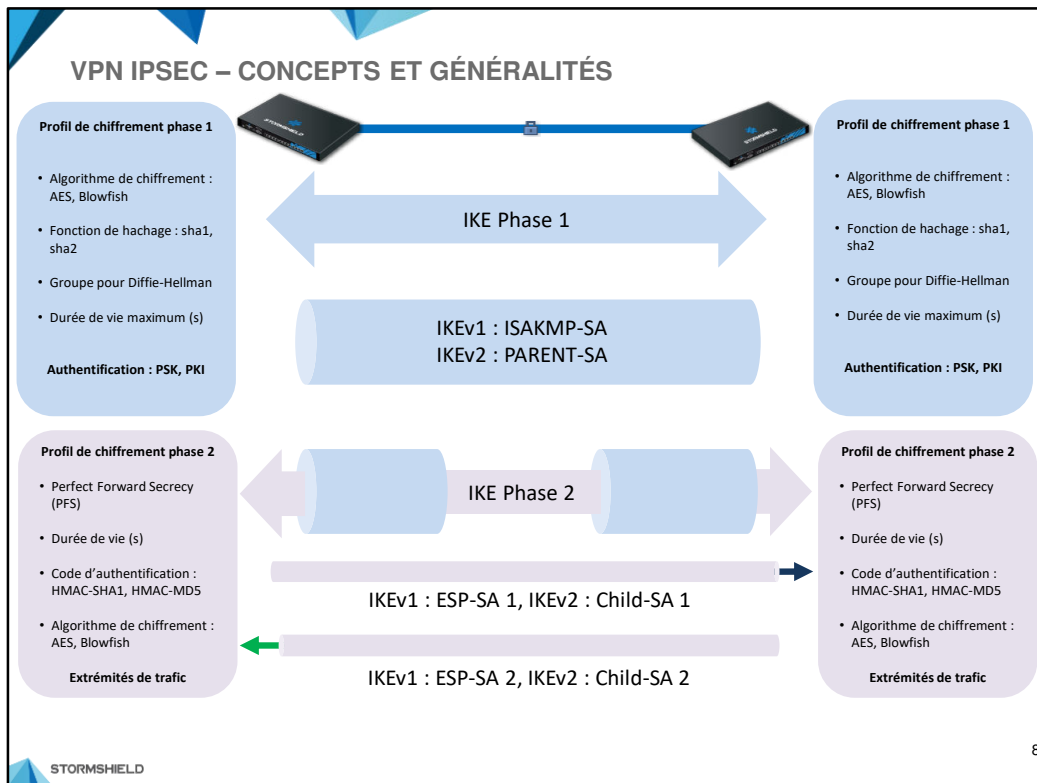 VPN IPSEC – CONCEPTS ET GÉNÉRALITÉS
Profil de chiffrement phase 1
• Algorithme de chiffrement :
AES, Blowfish
• Fonction de hachage : sha1,
sha2
• Groupe pour Diffie-Hellman
• Durée de vie maximum (s)
Authentification : PSK, PKI
STORMSHIELD
STORMSHIELD
IKE Phase 1
IKEv1 : ISAKMP-SA
IKEv2 : PARENT-SA
Profil de chiffrement phase 1
• Algorithme de chiffrement :
AES, Blowfish
• Fonction de hachage : sha1,
sha2
• Groupe pour Diffie-Hellman
• Durée de vie maximum (s)
Authentification : PSK, PKI
Profil de chiffrement phase 2
• Perfect Forward Secrecy
(PFS)
• Durée de vie (s)
• Code d’authentification :
HMAC-SHA1, HMAC-MD5
• Algorithme de chiffrement :
AES, Blowfish
Extrémités de trafic
IKE Phase 2
IKEv1 : ESP-SA 1, IKEv2 : Child-SA 1
IKEv1 : ESP-SA 2, IKEv2 : Child-SA 2
Profil de chiffrement phase 2
• Perfect Forward Secrecy
(PFS)
• Durée de vie (s)
• Code d’authentification :
HMAC-SHA1, HMAC-MD5
• Algorithme de chiffrement :
AES, Blowfish
Extrémités de trafic
8
STORMSHIELD